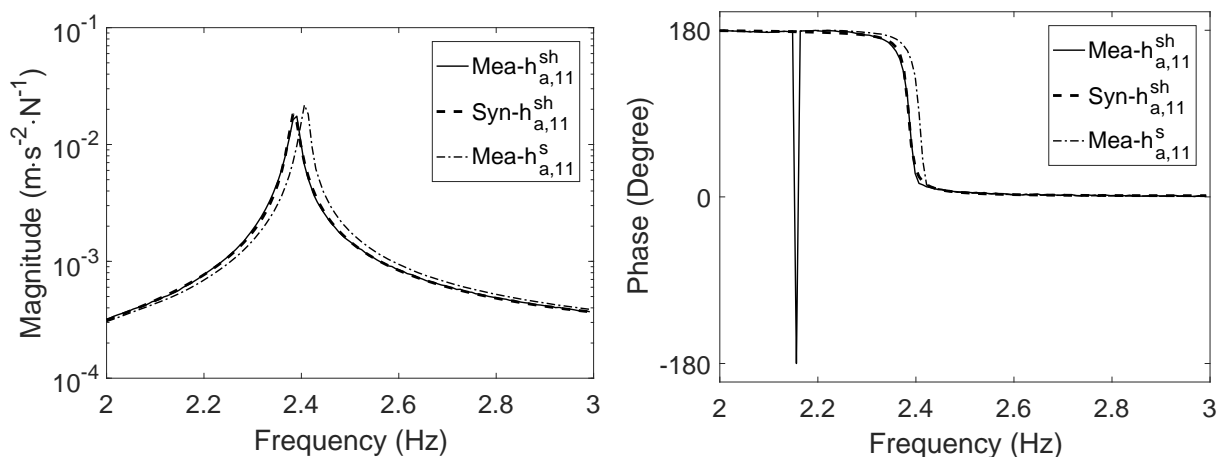 Magnitude (m·s^-2·N^-1)
10^-1
10^-2
10^-3
10^-4
2
2.2
2.4
2.6
2.8
3
Frequency (Hz)
Mea-h^sh_a,11
Syn-h^sh_a,11
Mea-h^s_a,11
Phase (Degree)
180
0
-180
2
2.2
2.4
2.6
2.8
3
Frequency (Hz)
Mea-h^sh_a,11
Syn-h^sh_a,11
Mea-h^s_a,11